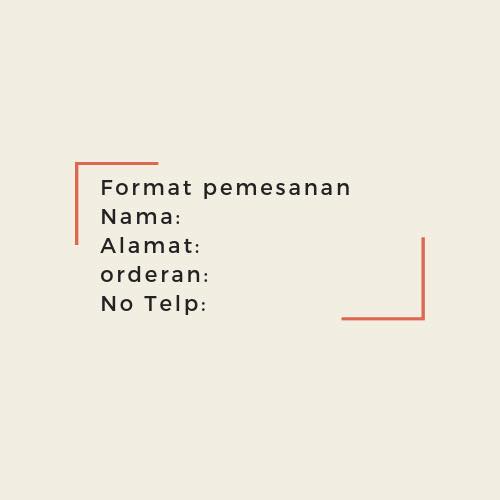 Format pemesanan
Nama:
Alamat:
orderan:
No Telp: